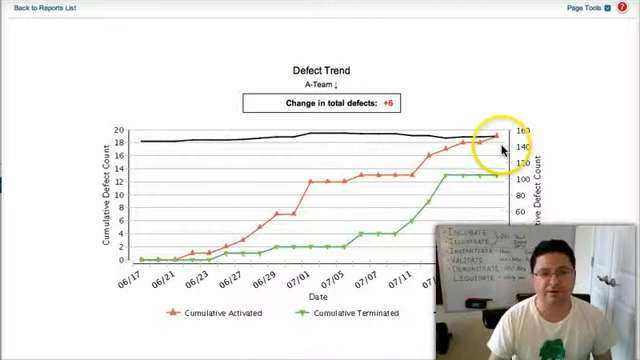 Back to Reports List
Page Tools
?
Defect Trend
A-Team ↓
Change in total defects: +6
20
18
16
14
12
10
8
6
4
2
0
160
140
120
100
80
60
Cumulative Defect Count
Defect Count
06/17
06/21
06/23
06/27
06/29
07/01
07/05
07/07
07/11
Date
Cumulative Activated
Cumulative Terminated
INCUBATE
ILLUSTRATE
INSTANTIATE
VALIDATE
DEMONSTRATE
LIQUIDATE